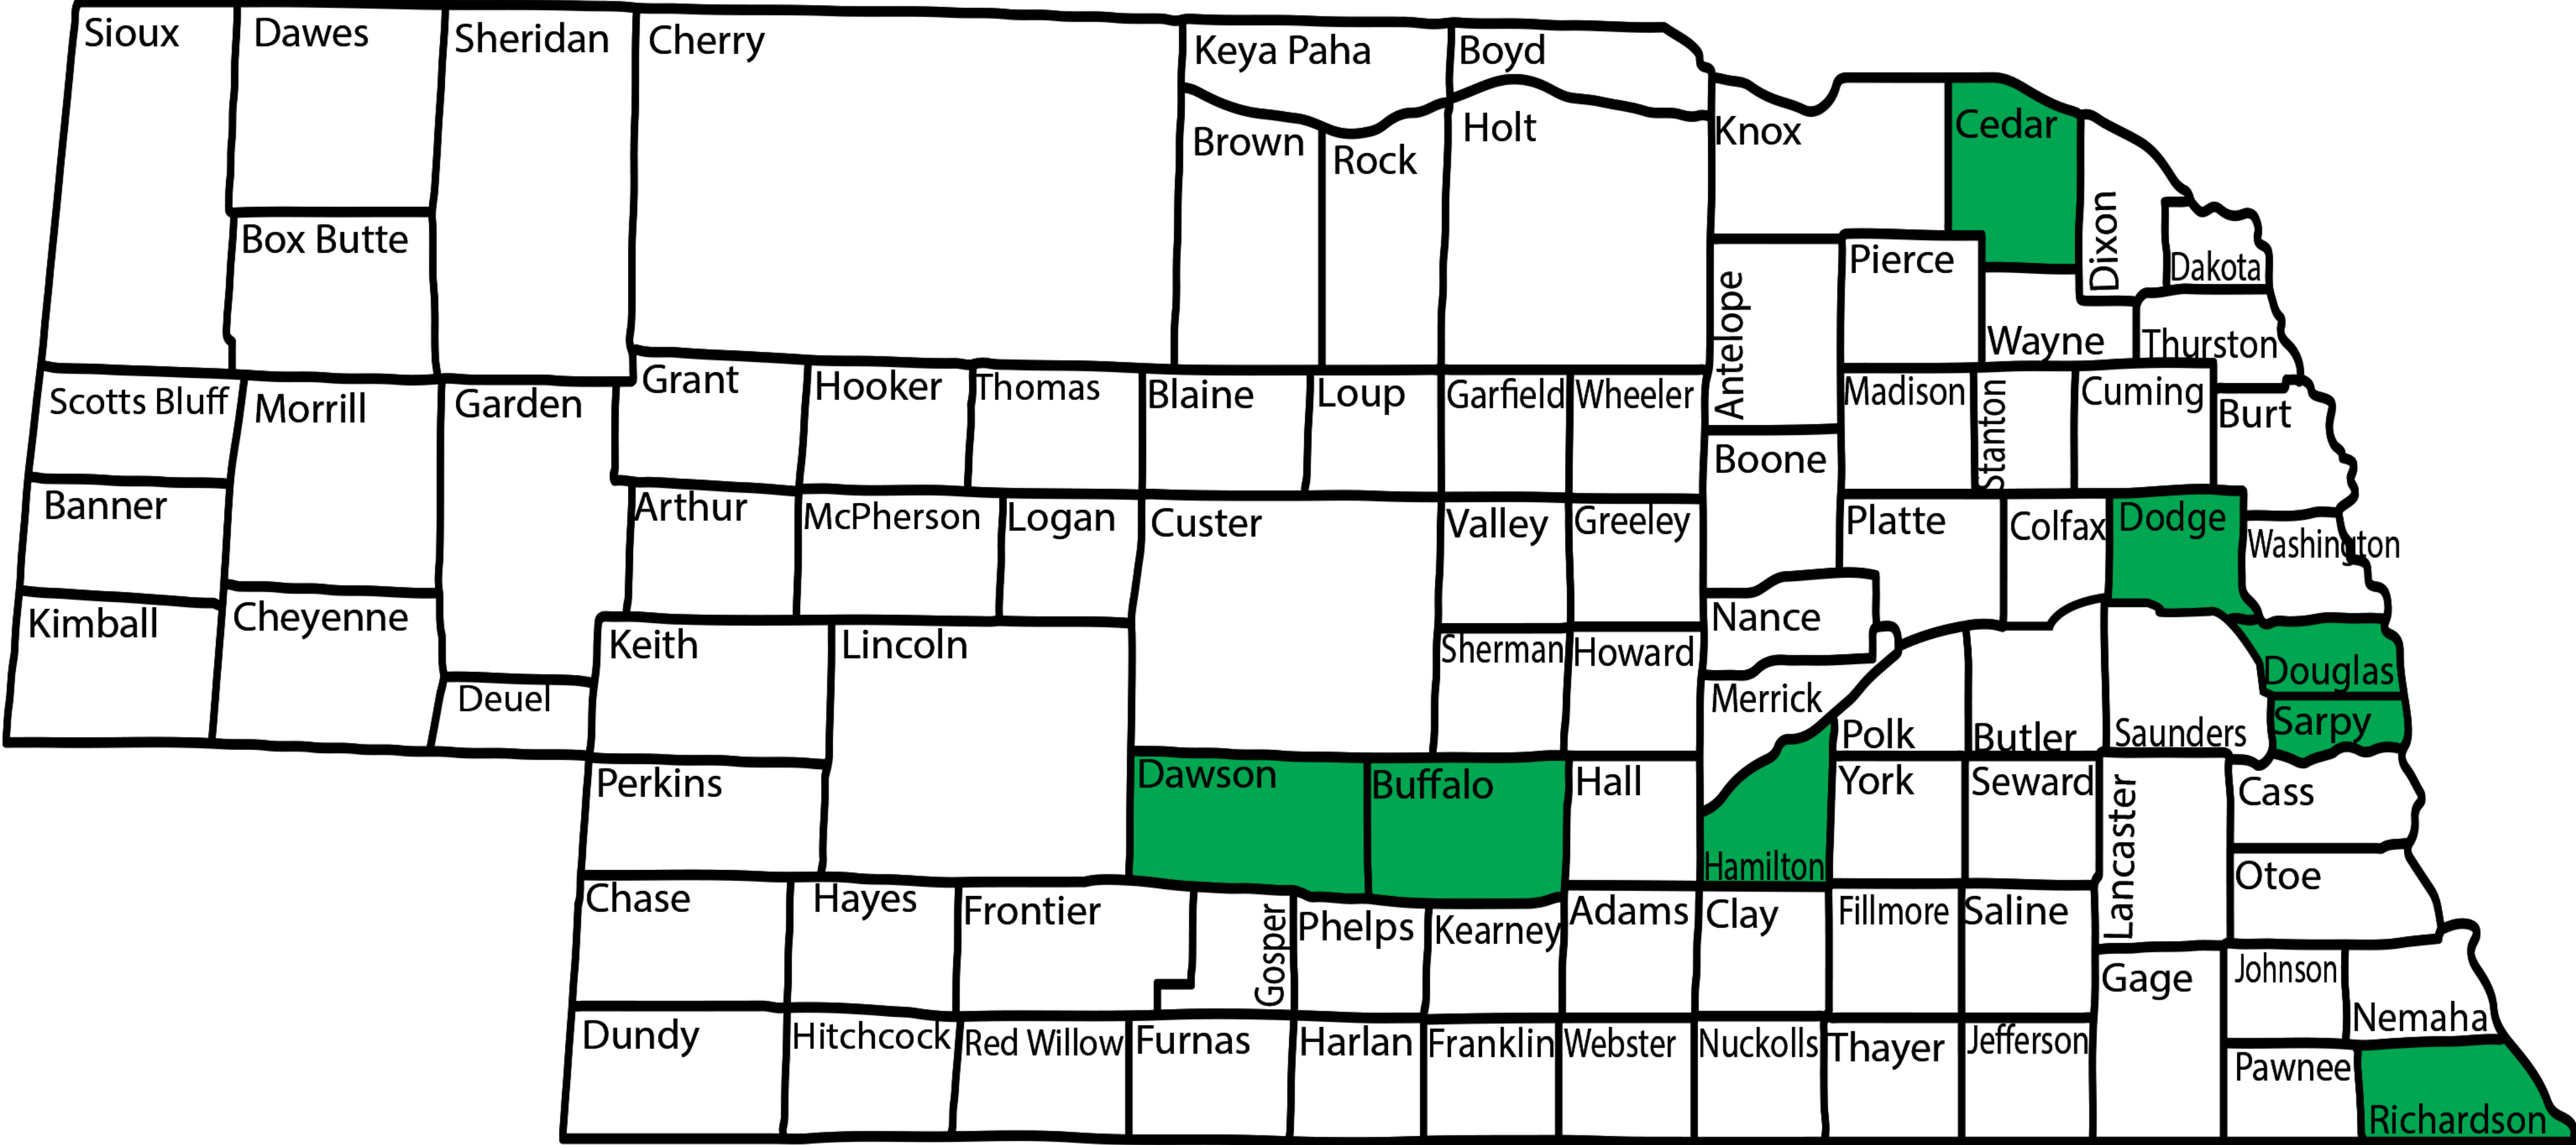 Sioux
Dawes
Sheridan
Cherry
Keya Paha
Boyd
Knox
Cedar
Brown
Rock
Holt
Dixon
Dakota
Box Butte
Antelope
Pierce
Wayne
Thurston
Scotts Bluff
Morrill
Garden
Grant
Hooker
Thomas
Blaine
Loup
Garfield
Wheeler
Boone
Madison
Stanton
Cuming
Burt
Banner
Arthur
McPherson
Logan
Custer
Valley
Greeley
Platte
Colfax
Dodge
Washington
Kimball
Cheyenne
Deuel
Keith
Lincoln
Sherman
Howard
Nance
Merrick
Polk
Butler
Saunders
Douglas
Sarpy
Perkins
Dawson
Buffalo
Hall
Hamilton
York
Seward
Lancaster
Cass
Otoe
Chase
Hayes
Frontier
Gosper
Phelps
Kearney
Adams
Clay
Fillmore
Saline
Gage
Johnson
Nemaha
Dundy
Hitchcock
Red Willow
Furnas
Harlan
Franklin
Webster
Nuckolls
Thayer
Jefferson
Pawnee
Richardson